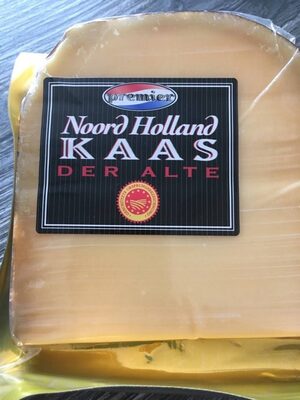 premier
Noord Holland
KAAS
DER ALTE